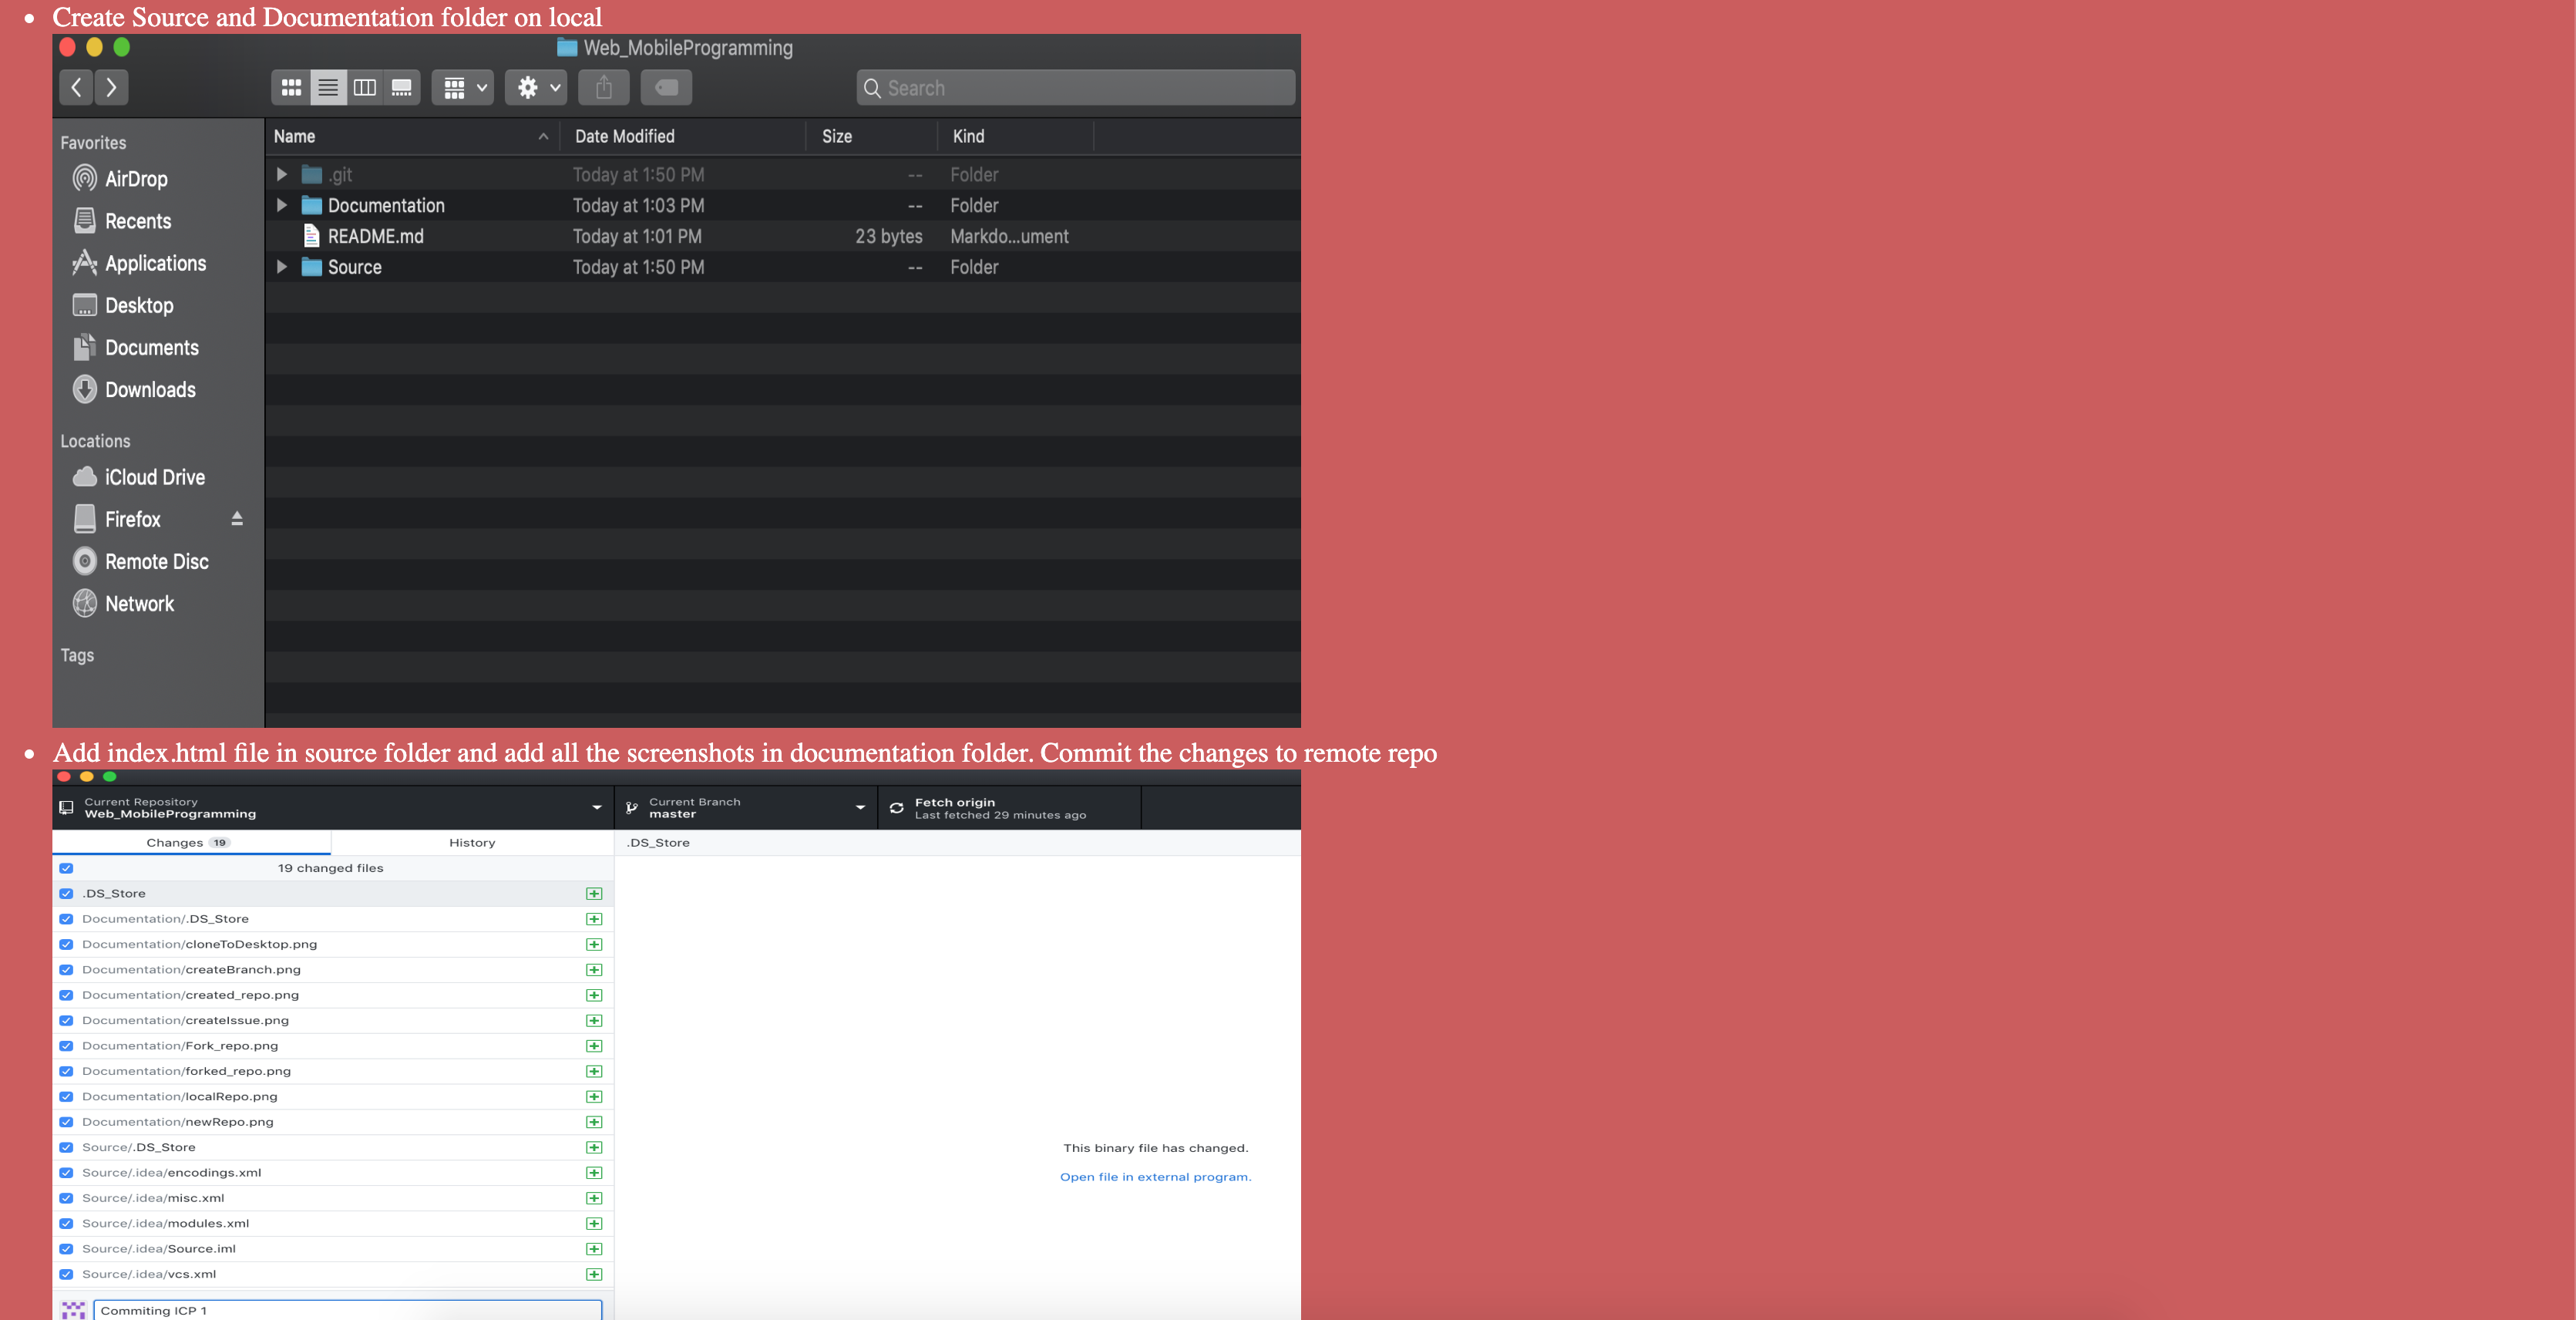 Create Source and Documentation folder on local
Web_MobileProgramming
Search
Favorites
AirDrop
Recents
Applications
Desktop
Documents
Downloads
Locations
iCloud Drive
Firefox
Remote Disc
Network
Tags
Name Date Modified Size Kind
.git Today at 1:50 PM -- Folder
Documentation Today at 1:03 PM -- Folder
README.md Today at 1:01 PM 23 bytes Markdo...ument
Source Today at 1:50 PM -- Folder
Add index.html file in source folder and add all the screenshots in documentation folder. Commit the changes to remote repo
Current Repository
Web_MobileProgramming
Current Branch
master
Fetch origin
Last fetched 29 minutes ago
Changes 19 History
.DS_Store
19 changed files
.DS_Store
Documentation/.DS_Store
Documentation/cloneToDesktop.png
Documentation/createBranch.png
Documentation/created_repo.png
Documentation/createIssue.png
Documentation/Fork_repo.png
Documentation/forked_repo.png
Documentation/localRepo.png
Documentation/newRepo.png
Source/.DS_Store
Source/.idea/encodings.xml
Source/.idea/misc.xml
Source/.idea/modules.xml
Source/.idea/Source.iml
Source/.idea/vcs.xml
Commiting ICP 1
This binary file has changed.
Open file in external program.